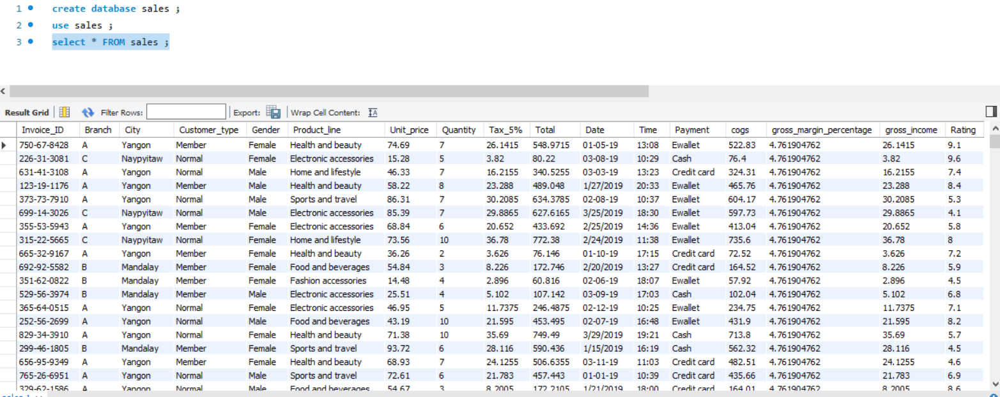 1 create database sales ;
2 use sales ;
3 select * FROM sales ;
Result Grid Filter Rows: Export: Wrap Cell Content:
Invoice_ID Branch City Customer_type Gender Product_line Unit_price Quantity Tax_5% Total Date Time Payment cogs gross_margin_percentage gross_income Rating
750-67-8428 A Yangon Member Female Health and beauty 74.69 7 26.1415 548.9715 01-05-19 13:08 Ewallet 522.83 4.761904762 26.1415 9.1
226-31-3081 C Naypyitaw Normal Female Electronic accessories 15.28 5 3.82 80.22 03-08-19 10:29 Cash 76.4 4.761904762 3.82 9.6
631-41-3108 A Yangon Normal Male Home and lifestyle 46.33 7 16.2155 340.5255 03-03-19 13:23 Credit card 324.31 4.761904762 16.2155 7.4
123-19-1176 A Yangon Member Male Health and beauty 58.22 8 23.288 489.048 1/27/2019 20:33 Ewallet 465.76 4.761904762 23.288 8.4
373-73-7910 A Yangon Normal Male Sports and travel 86.31 7 30.2085 634.3785 02-08-19 10:37 Ewallet 604.17 4.761904762 30.2085 5.3
699-14-3026 C Naypyitaw Normal Male Electronic accessories 85.39 7 29.8865 627.6165 3/25/2019 18:30 Ewallet 597.73 4.761904762 29.8865 4.1
355-53-5943 A Yangon Member Female Electronic accessories 68.84 6 20.652 433.692 2/25/2019 14:36 Ewallet 413.04 4.761904762 20.652 5.8
315-22-5665 C Naypyitaw Normal Female Home and lifestyle 73.56 10 36.78 772.38 2/24/2019 11:38 Ewallet 735.6 4.761904762 36.78 8
665-32-9167 A Yangon Member Female Health and beauty 36.26 2 3.626 76.146 01-10-19 17:15 Credit card 72.52 4.761904762 3.626 7.2
692-92-5582 B Mandalay Member Female Food and beverages 54.84 3 8.226 172.746 2/20/2019 13:27 Credit card 164.52 4.761904762 8.226 5.9
351-62-0822 B Mandalay Member Female Fashion accessories 14.48 4 2.896 60.816 02-06-19 18:07 Ewallet 57.92 4.761904762 2.896 4.5
529-56-3974 B Mandalay Member Male Electronic accessories 25.51 4 5.102 107.142 03-09-19 17:03 Cash 102.04 4.761904762 5.102 6.8
365-64-0515 A Yangon Normal Female Electronic accessories 46.95 5 11.7375 246.4875 02-12-19 10:25 Ewallet 234.75 4.761904762 11.7375 7.1
252-56-2699 A Yangon Normal Male Food and beverages 43.19 10 21.595 453.495 02-07-19 16:48 Ewallet 431.9 4.761904762 21.595 8.2
829-34-3910 A Yangon Normal Female Health and beauty 71.38 10 35.69 749.49 3/29/2019 19:21 Cash 713.8 4.761904762 35.69 5.7
299-46-1805 B Mandalay Member Female Sports and travel 93.72 6 28.116 590.436 1/15/2019 16:19 Cash 562.32 4.761904762 28.116 4.5
656-95-9349 A Yangon Member Female Health and beauty 68.93 7 24.1255 506.6355 03-11-19 11:03 Credit card 482.51 4.761904762 24.1255 4.6
765-26-6951 A Yangon Normal Male Sports and travel 72.61 6 21.783 457.443 01-01-19 10:39 Credit card 435.66 4.761904762 21.783 6.9
329-62-1586 A Yangon Normal Male Food and beverages 54.67 3 8.2005 172.2105 1/21/2019 18:00 Credit card 164.01 4.761904762 8.2005 8.6